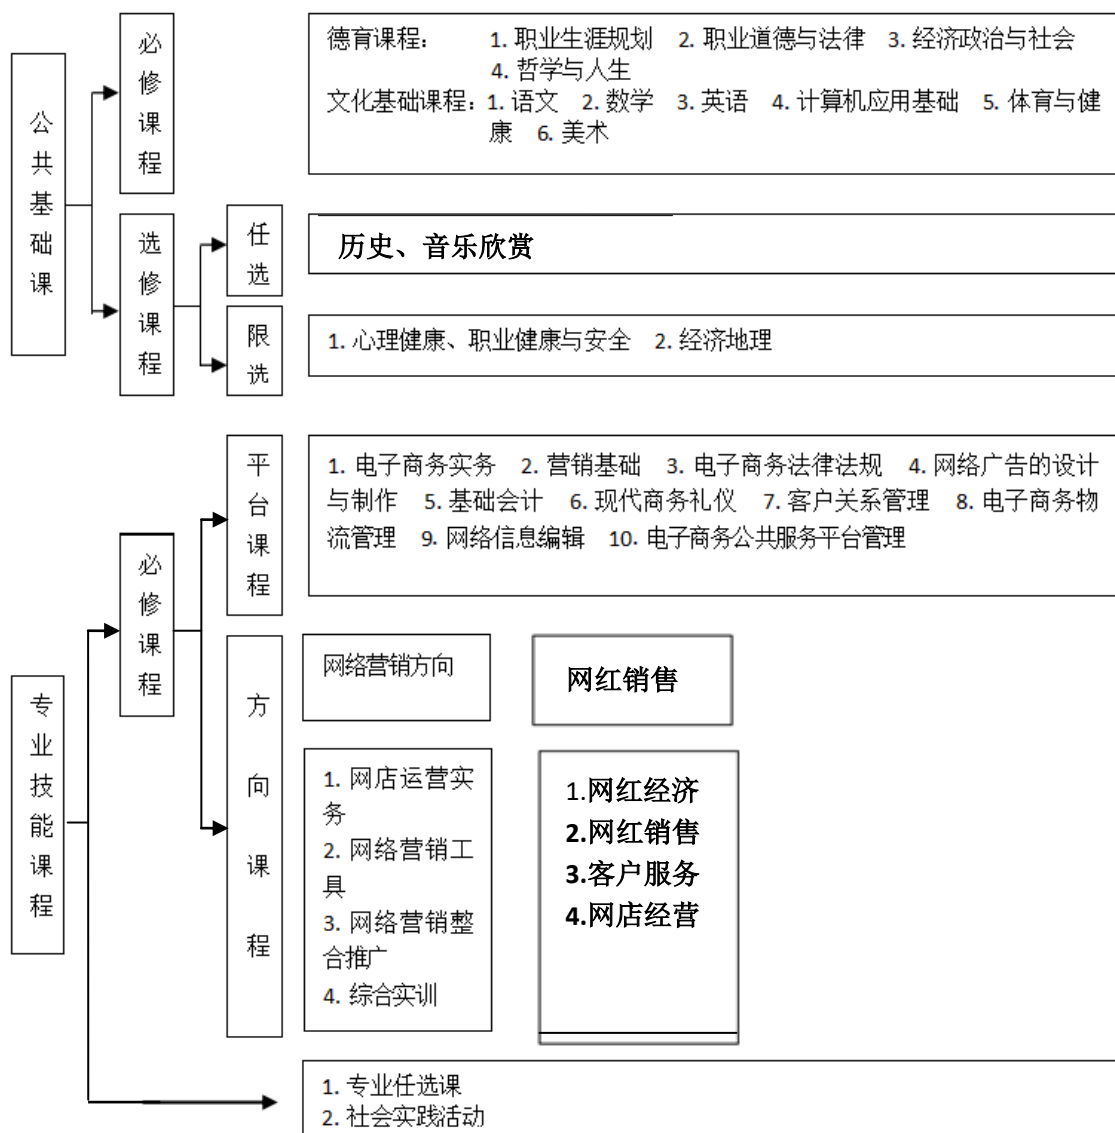 公共基础课
必修课程
德育课程： 1. 职业生涯规划 2. 职业道德与法律 3. 经济政治与社会
4. 哲学与人生
文化基础课程：1. 语文 2. 数学 3. 英语 4. 计算机应用基础 5. 体育与健
康 6. 美术
选修课程
任选
历史、音乐欣赏
限选
1. 心理健康、职业健康与安全 2. 经济地理
专业技能课程
必修课程
平台课程
1. 电子商务实务 2. 营销基础 3. 电子商务法律法规 4. 网络广告的设计
与制作 5. 基础会计 6. 现代商务礼仪 7. 客户关系管理 8. 电子商务物
流管理 9. 网络信息编辑 10. 电子商务公共服务平台管理
方向课程
网络营销方向
1. 网店运营实
务
2. 网络营销工
具
3. 网络营销整
合推广
4. 综合实训
网红销售
1.网红经济
2.网红销售
3.客户服务
4.网店经营
1. 专业任选课
2. 社会实践活动